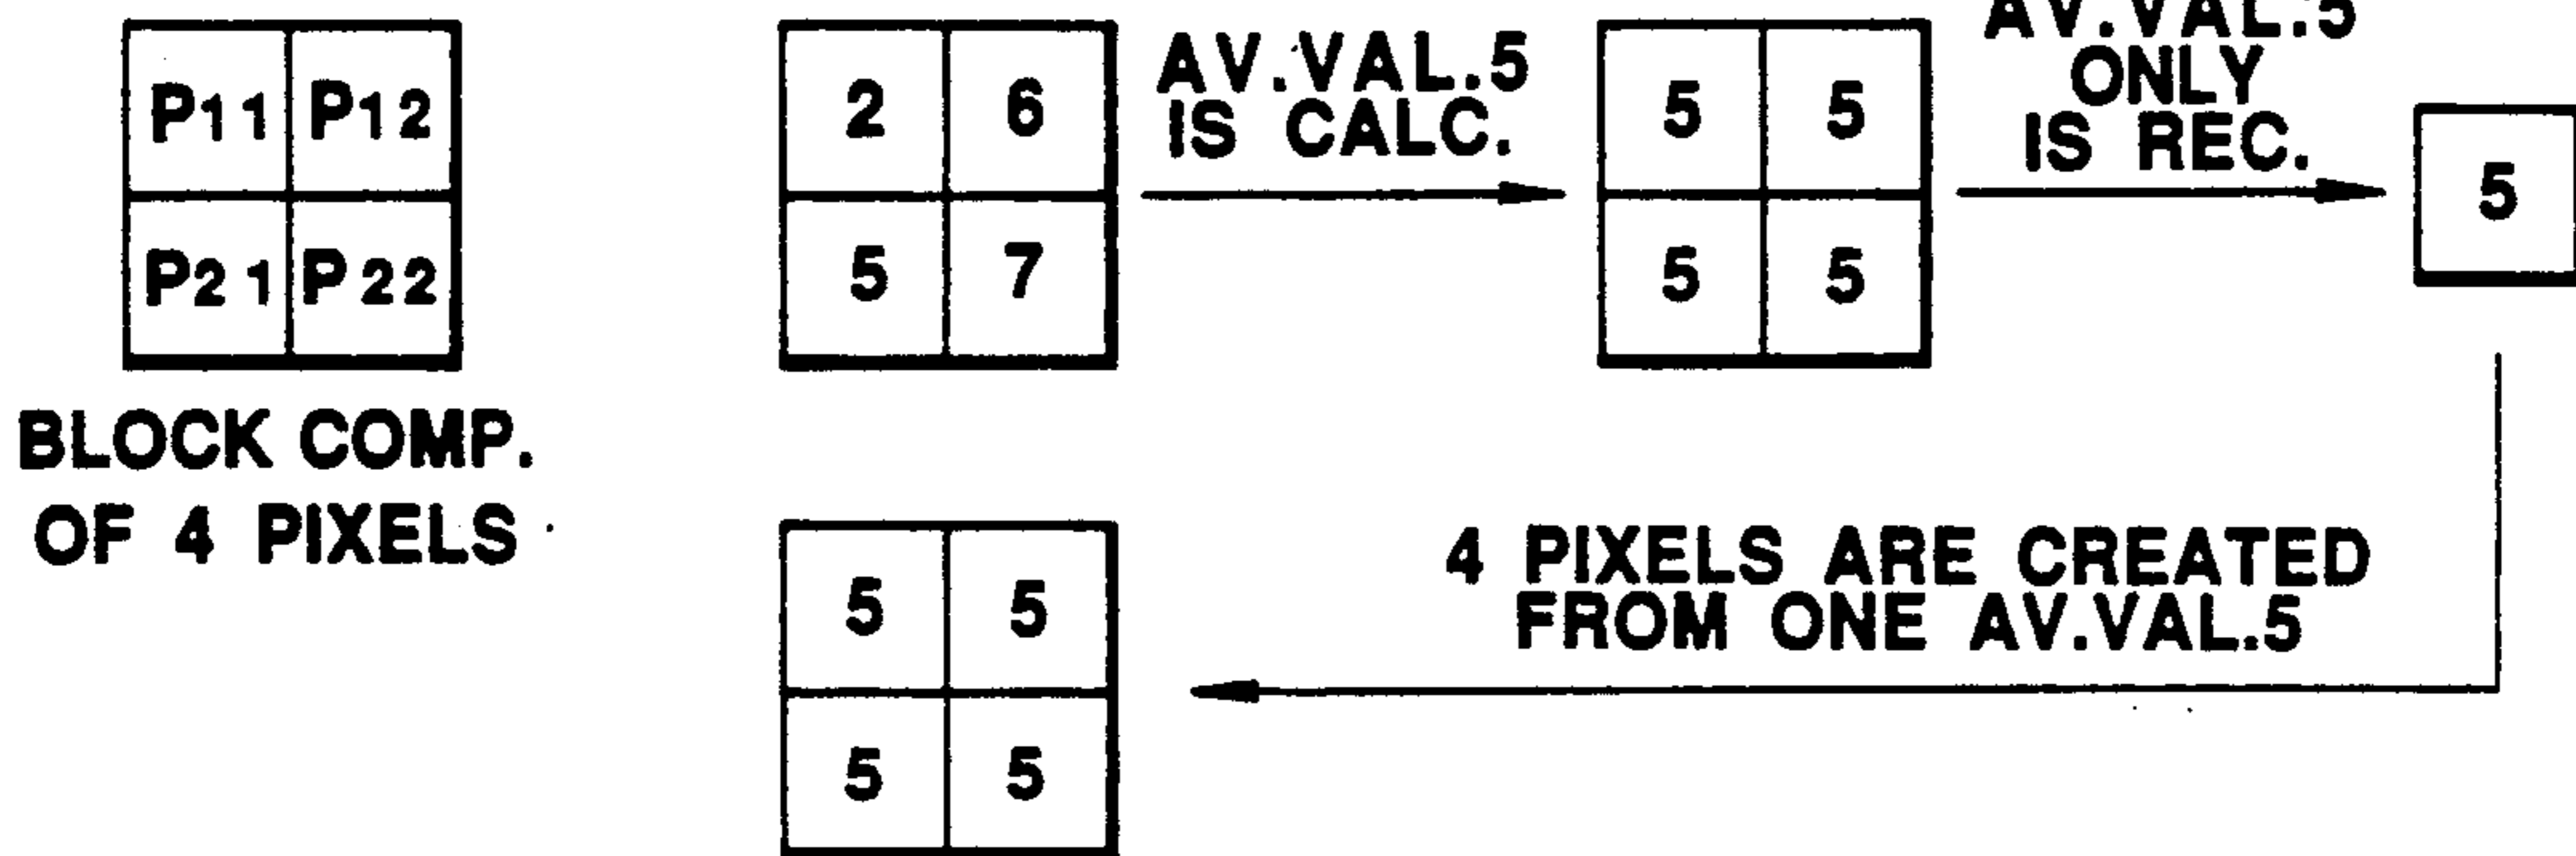 P11 P12
P21 P22
BLOCK COMP.
OF 4 PIXELS
2 6
5 7
AV.VAL.5
IS CALC.
5 5
5 5
AV.VAL.5
ONLY
IS REC.
5
4 PIXELS ARE CREATED
FROM ONE AV.VAL.5
5 5
5 5